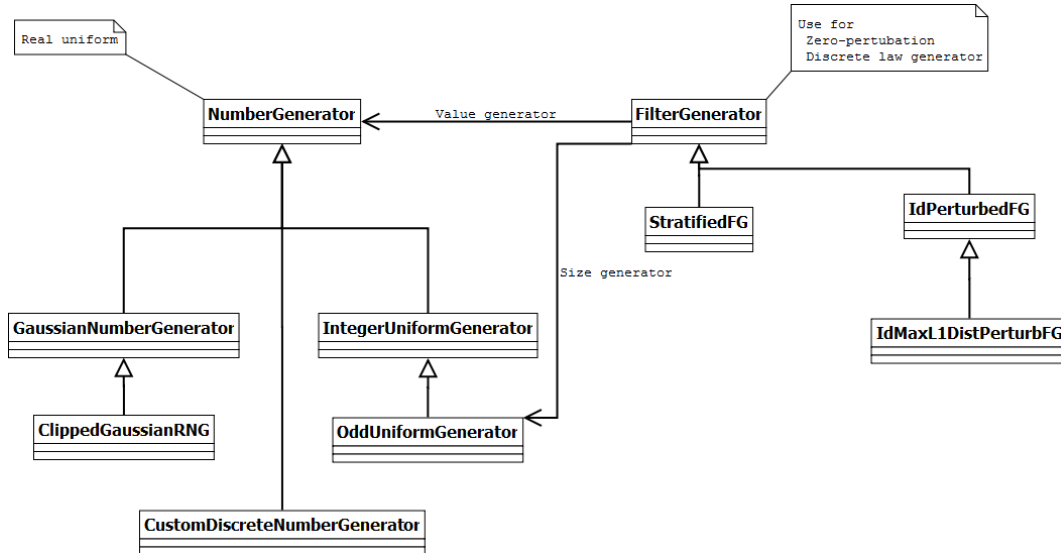 Real uniform
Use for
Zero-pertubation
Discrete law generator
NumberGenerator
Value generator
FilterGenerator
StratifiedFG
IdPerturbedFG
Size generator
GaussianNumberGenerator
IntegerUniformGenerator
IdMaxL1DistPerturbFG
ClippedGaussianRNG
OddUniformGenerator
CustomDiscreteNumberGenerator